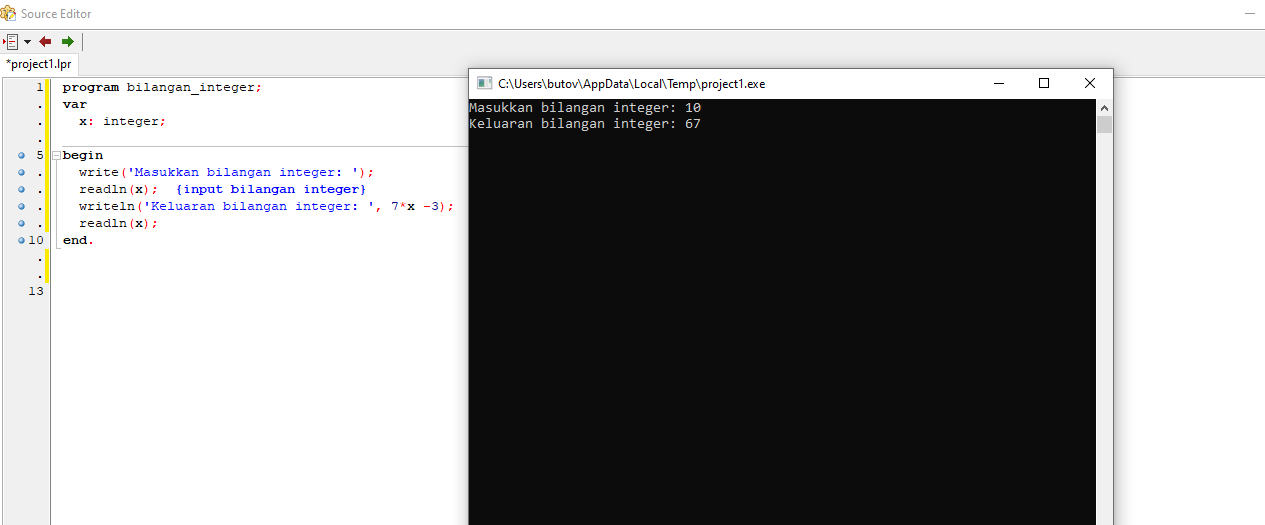 Source Editor
*project1.lpr
1 program bilangan_integer;
. var
. x: integer;
.
5 begin
. write('Masukkan bilangan integer: ');
. readln(x); {input bilangan integer}
. writeln('Keluaran bilangan integer: ', 7*x -3);
. readln(x);
10 end.
.
.
13
C:\Users\butov\AppData\Local\Temp\project1.exe
Masukkan bilangan integer: 10
Keluaran bilangan integer: 67